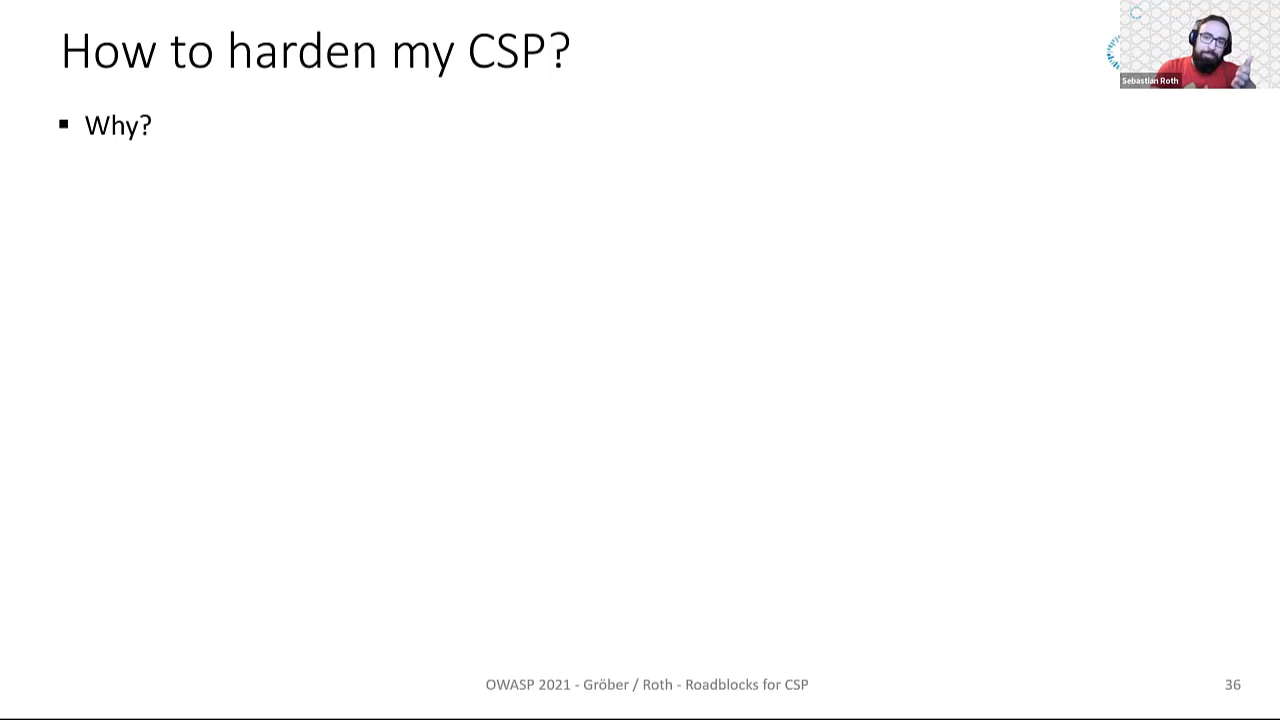 How to harden my CSP?
Sebastian Roth
▪ Why?
OWASP 2021 - Gröber / Roth - Roadblocks for CSP
36